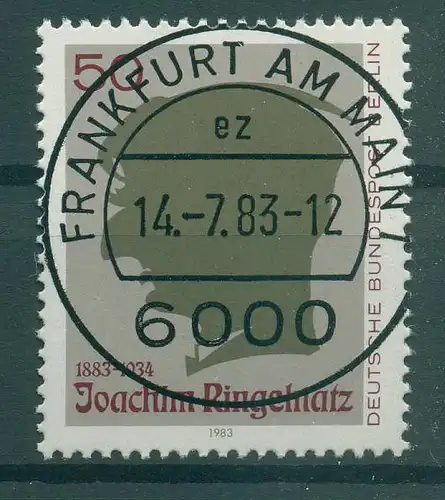 50
FRANKFURT AM MAIN 1
ez
14.-7.83-12
6000
1883-1934
Joachim Ringelnatz
1983
DEUTSCHE BUNDESPOST BERLIN